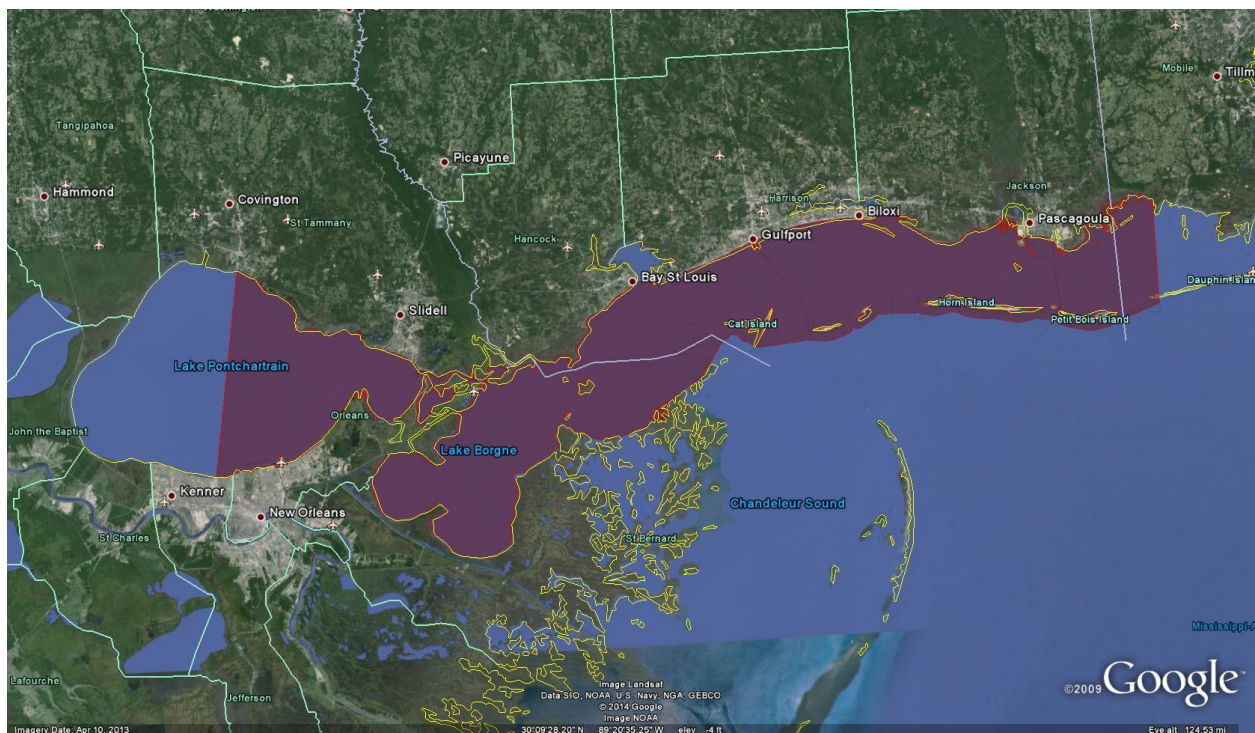 Mobile
Tillm
Tangipahoa
Picayune
Hammond
Covington
St Tammany
Jackson
Harrison
Biloxi
Pascagoula
Hancock
Gulfport
Bay St Louis
Dauphin Islan
Slidell
Horn Island
Cat Island
Petit Bois Island
Lake Pontchartrain
Orleans
John the Baptist
Lake Borgne
Kenner
New Orleans
Chandeleur Sound
St Charles
St Bernard
Mississippi-A
Lafourche
Jefferson
Image Landsat
Data SIO, NOAA, U.S. Navy, NGA, GEBCO
© 2014 Google
Image NOAA
©2009 Google
Imagery Date: Apr 10, 2013 30°09'28.20" N 89°20'35.25" W elev -4 ft Eye alt 124.53 mi